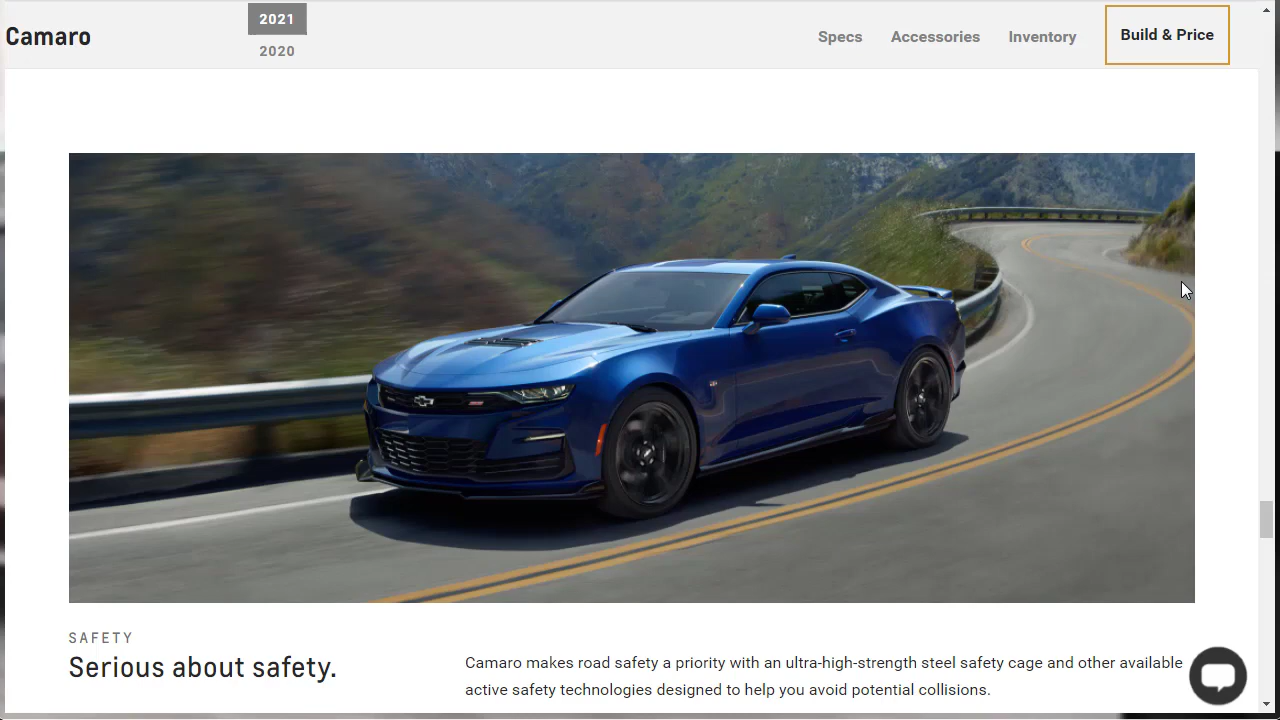 Camaro
2021
2020
Specs
Accessories
Inventory
Build & Price
SAFETY
Serious about safety.
Camaro makes road safety a priority with an ultra-high-strength steel safety cage and other available
active safety technologies designed to help you avoid potential collisions.